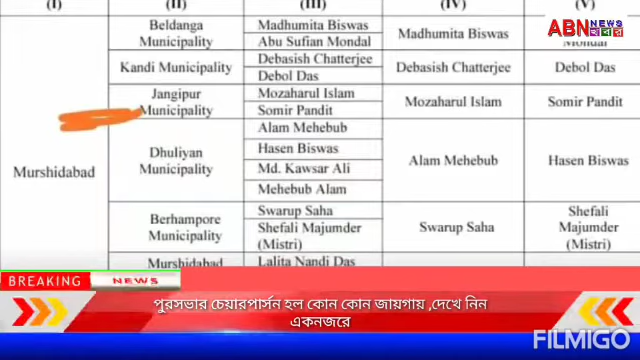 (I) (II) (III) (IV) (V)
ABN NEWS
খবর
Beldanga Municipality
Madhumita Biswas
Abu Sufian Mondal
Madhumita Biswas
Mondal
Kandi Municipality
Debasish Chatterjee
Debol Das
Debasish Chatterjee
Debol Das
Jangipur
Municipality
Mozaharul Islam
Somir Pandit
Mozaharul Islam
Somir Pandit
Murshidabad
Dhuliyan
Municipality
Alam Mehebub
Hasen Biswas
Md. Kawsar Ali
Mehebub Alam
Alam Mehebub
Hasen Biswas
Berhampore
Municipality
Swarup Saha
Shefali Majumder
(Mistri)
Swarup Saha
Shefali
Majumder
(Mistri)
Murshidabad
Lalita Nandi Das
BREAKING NEWS
পুরসভার চেয়ারপার্সন হল কোন কোন জায়গায় ,দেখে নিন
একনজরে
FILMIGO